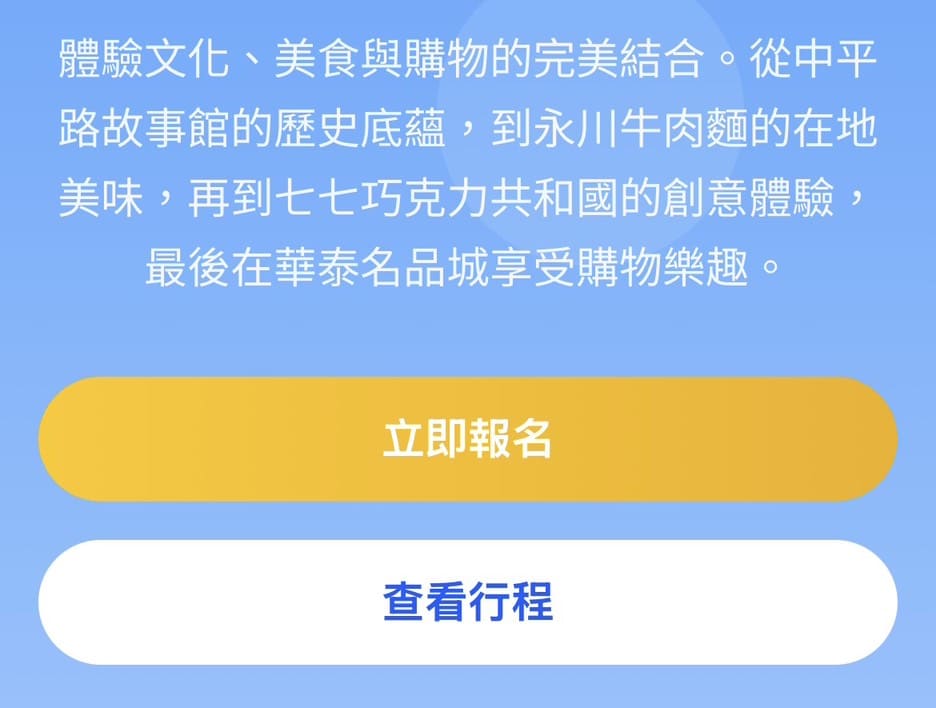 體驗文化、美食與購物的完美結合。從中平
路故事館的歷史底蘊，到永川牛肉麵的在地
美味，再到七七巧克力共和國的創意體驗，
最後在華泰名品城享受購物樂趣。
立即報名
查看行程